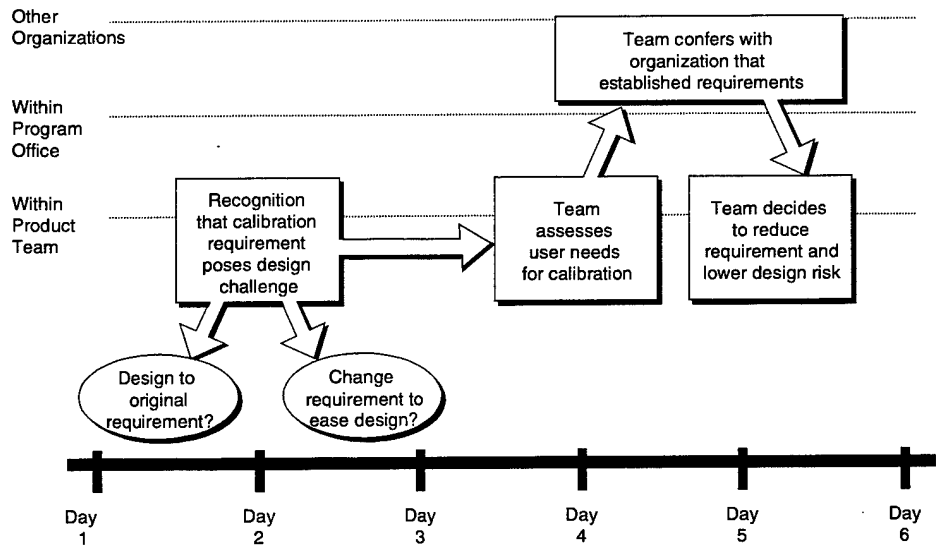 Other
Organizations
Team confers with
organization that
established requirements
Within
Program
Office
Within
Product
Team
Recognition
that calibration
requirement
poses design
challenge
Team
assesses
user needs
for calibration
Team decides
to reduce
requirement and
lower design risk
Design to
original
requirement?
Change
requirement to
ease design?
Day
1
Day
2
Day
3
Day
4
Day
5
Day
6